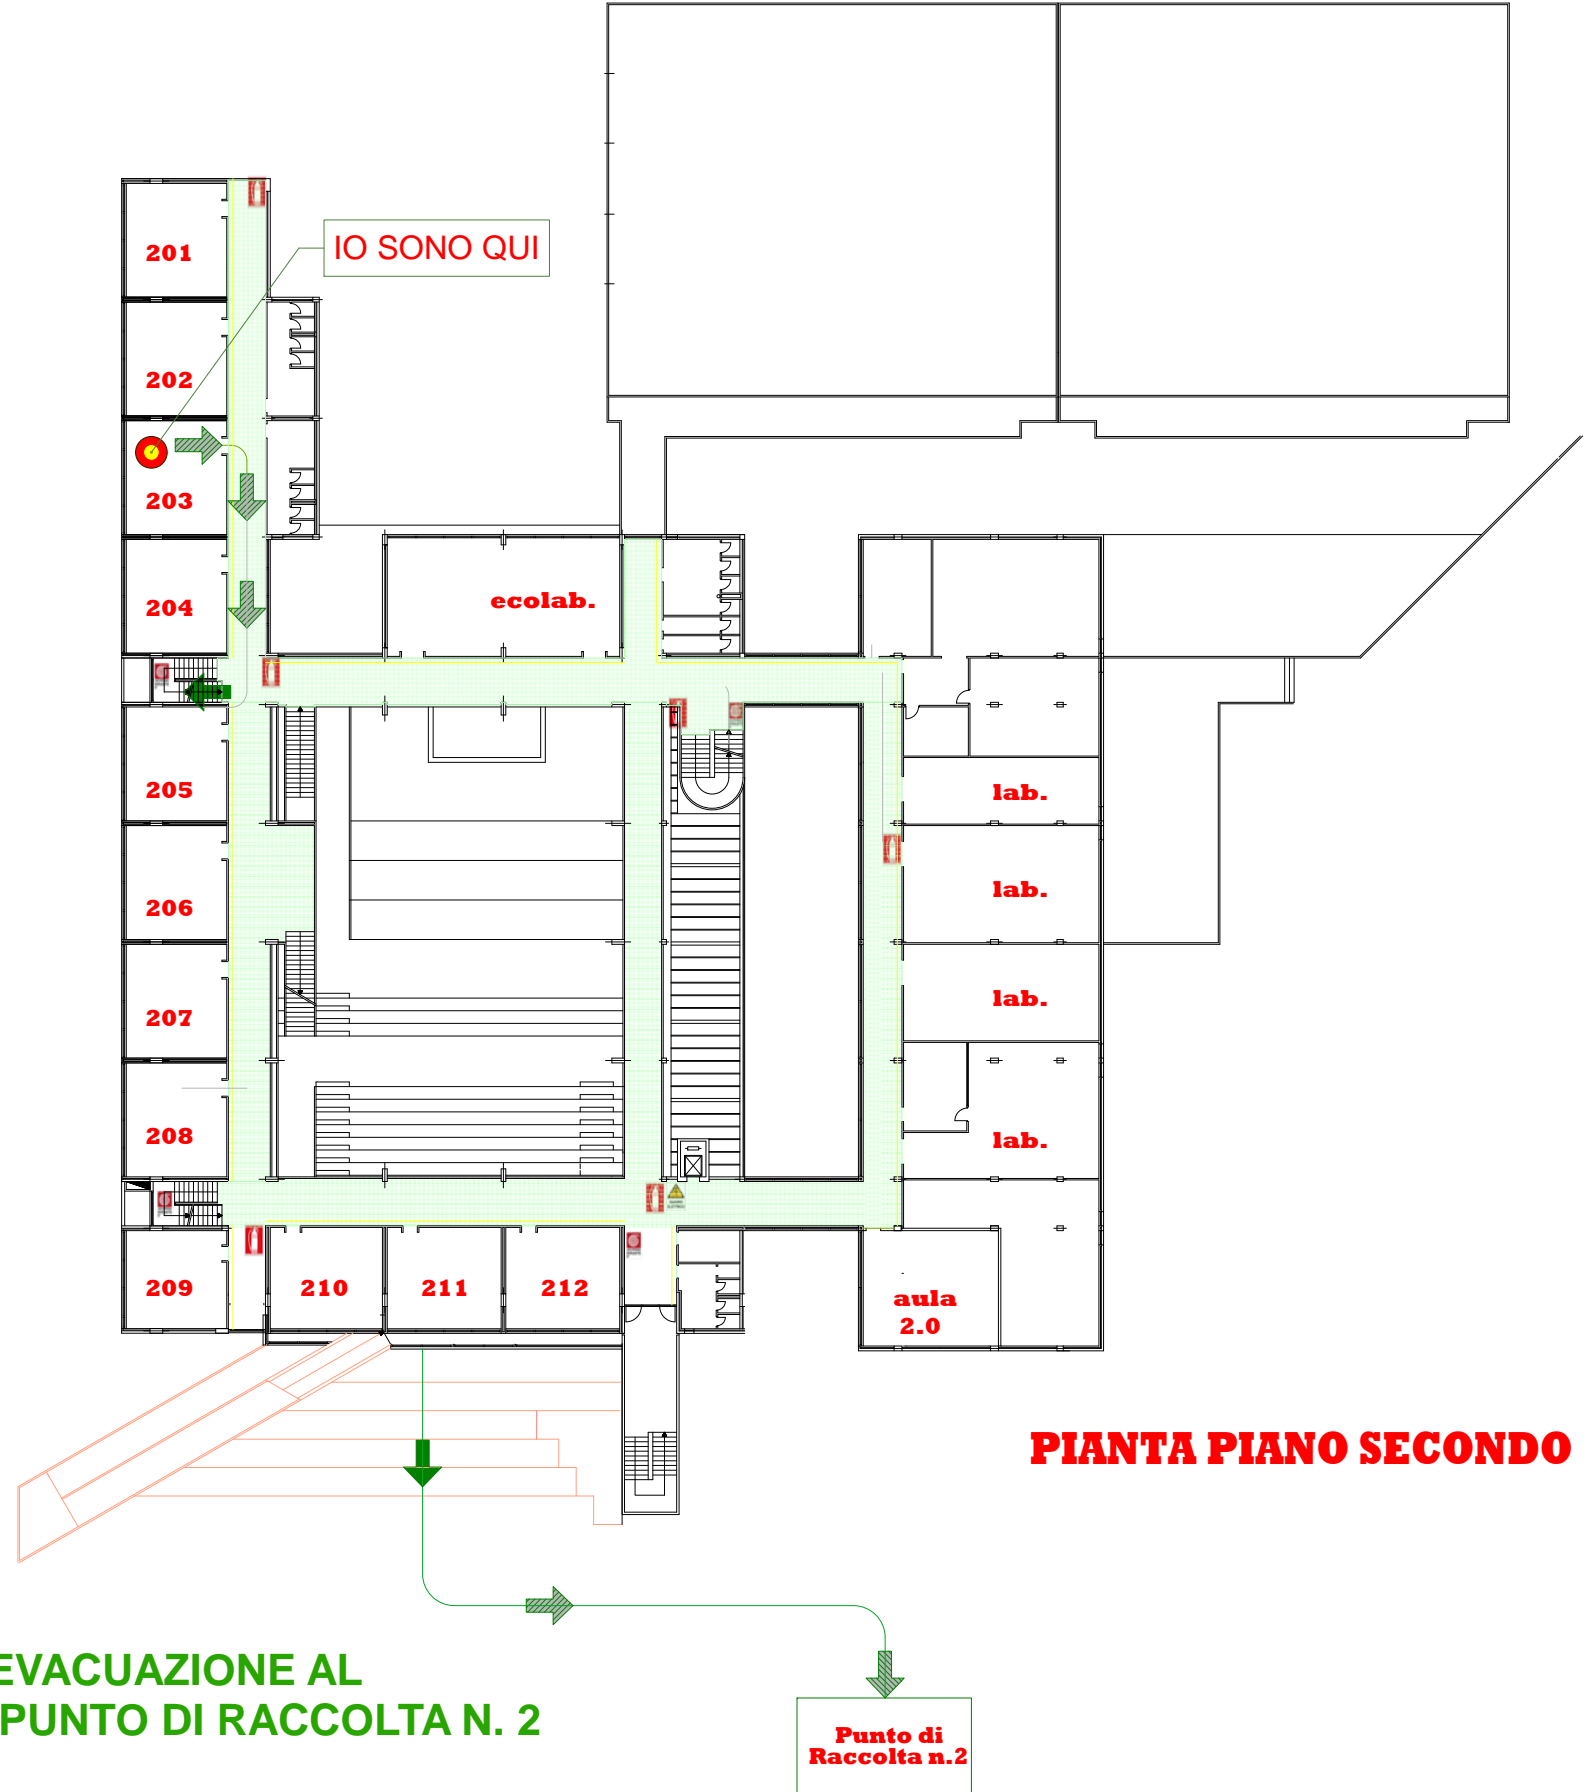 201
IO SONO QUI
202
203
204
ecolab.
205
lab.
206
lab.
207
lab.
208
lab.
209
210
211
212
aula
2.0
PIANTA PIANO SECONDO
EVACUAZIONE AL
PUNTO DI RACCOLTA N. 2
Punto di
Raccolta n.2